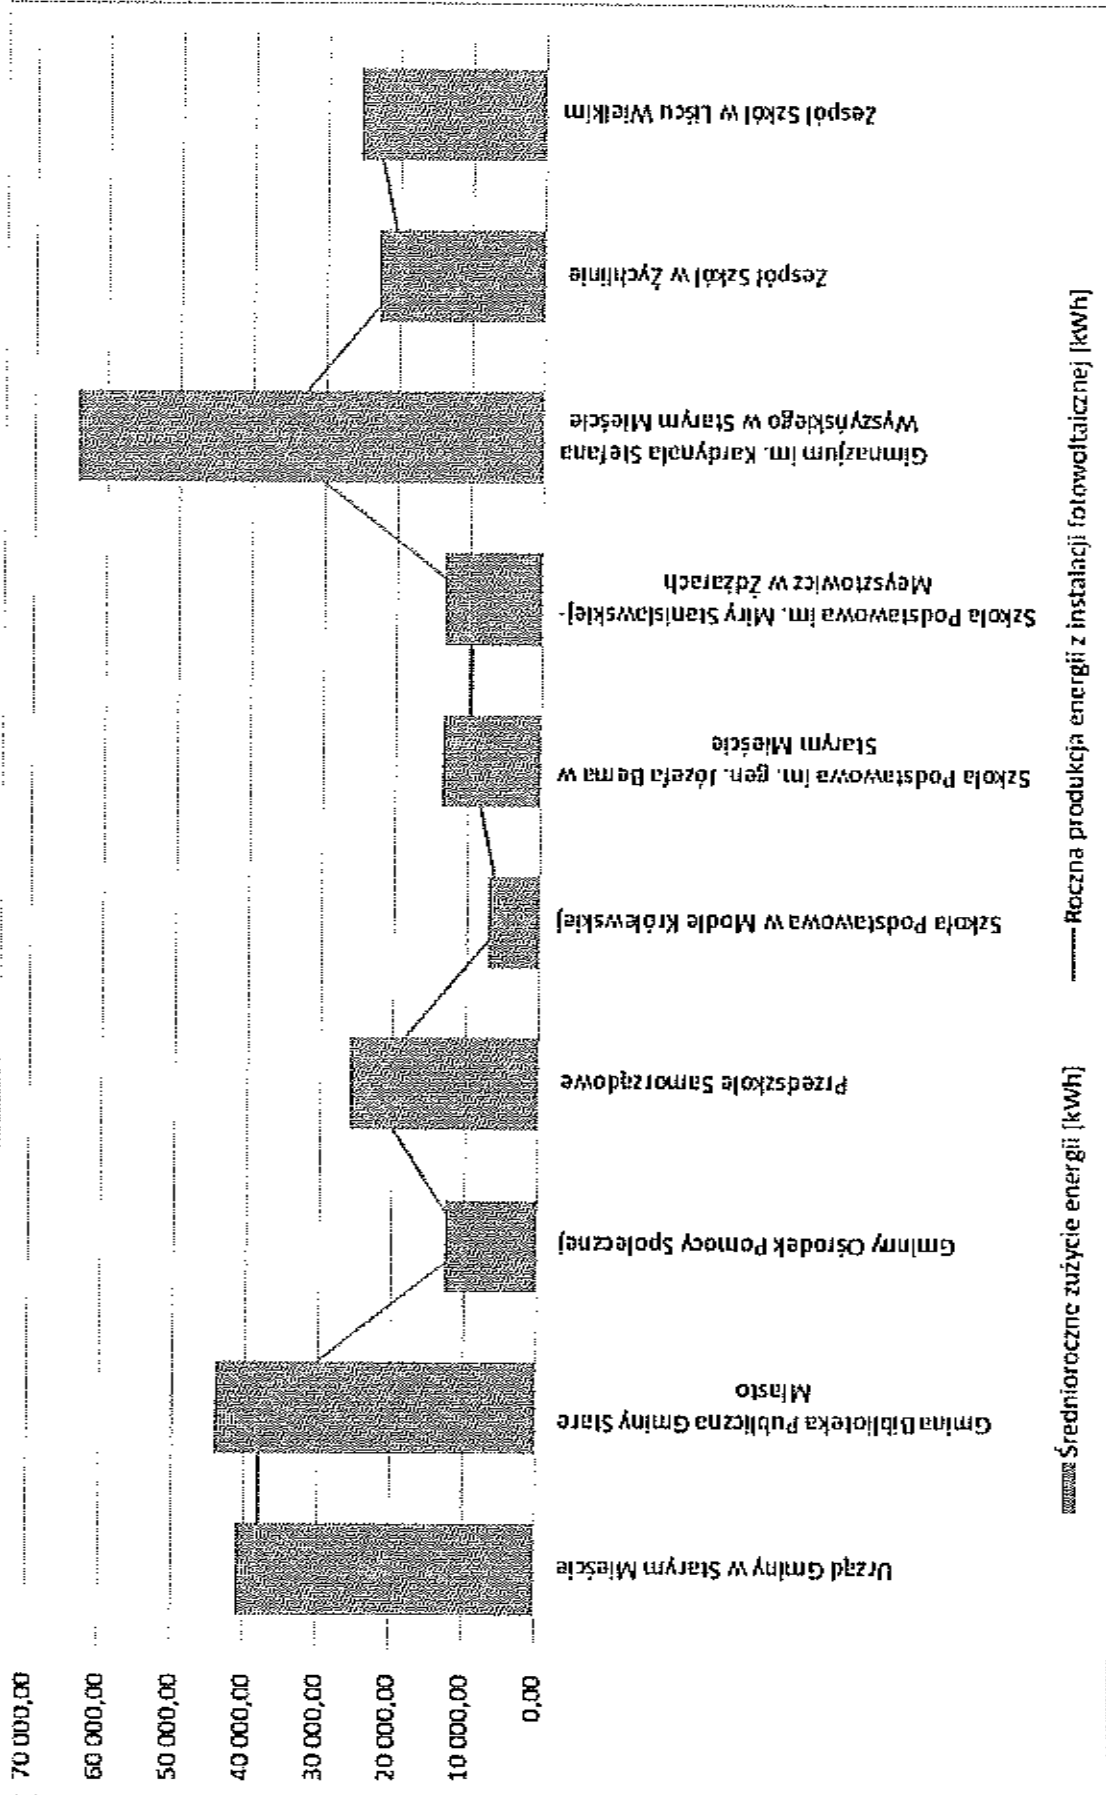 70 000,00
60 000,00
50 000,00
40 000,00
30 000,00
20 000,00
10 000,00
0,00
Urząd Gminy w Starym Mieście
Gmina Biblioteka Publiczna Gminy Stare
Miasto
Gminny Ośrodek Pomocy Społecznej
Przedszkole Samorządowe
Szkoła Podstawowa w Modle Królewskiej
Szkoła Podstawowa im. gen. Józefa Bema w
Starym Mieście
Szkoła Podstawowa im. Miry Stanisławskiej-
Meysztowicz w Żdżarach
Gimnazjum im. Kardynała Stefana
Wyszyńskiego w Starym Mieście
Zespół Szkół w Żychlinie
Zespół Szkół w Liścu Wielkim
Średnioroczne zużycie energii [kWh]
Roczna produkcja energii z instalacji fotowoltaicznej [kWh]